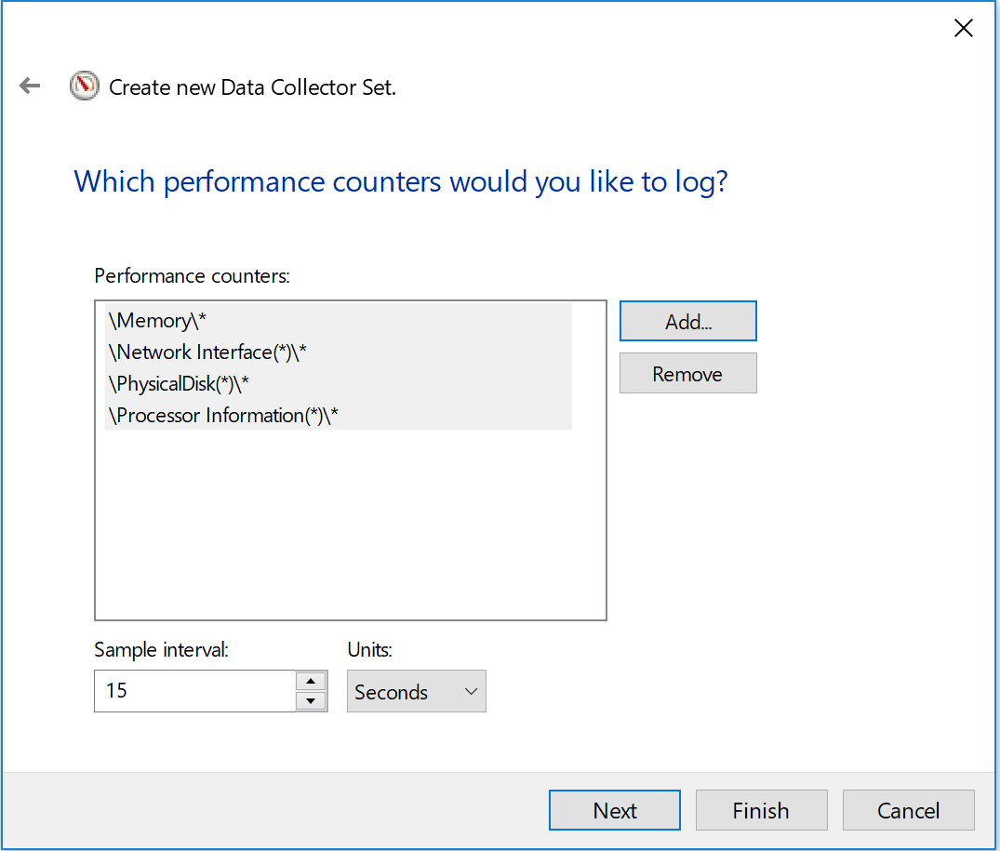 Create new Data Collector Set.
Which performance counters would you like to log?
Performance counters:
\Memory\*
\Network Interface(*)\*
\PhysicalDisk(*)\*
\Processor Information(*)\*
Add...
Remove
Sample interval:
Units:
15
Seconds
Next
Finish
Cancel